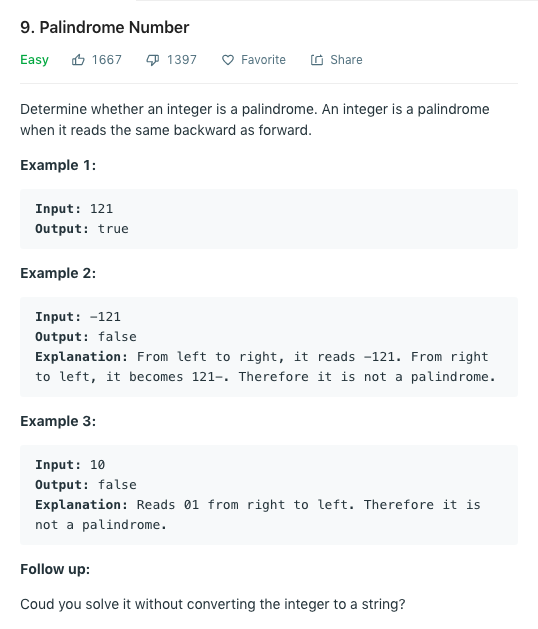 9. Palindrome Number
Easy 1667 1397 Favorite Share
Determine whether an integer is a palindrome. An integer is a palindrome
when it reads the same backward as forward.
Example 1:
Input: 121
Output: true
Example 2:
Input: -121
Output: false
Explanation: From left to right, it reads -121. From right
to left, it becomes 121-. Therefore it is not a palindrome.
Example 3:
Input: 10
Output: false
Explanation: Reads 01 from right to left. Therefore it is
not a palindrome.
Follow up:
Coud you solve it without converting the integer to a string?